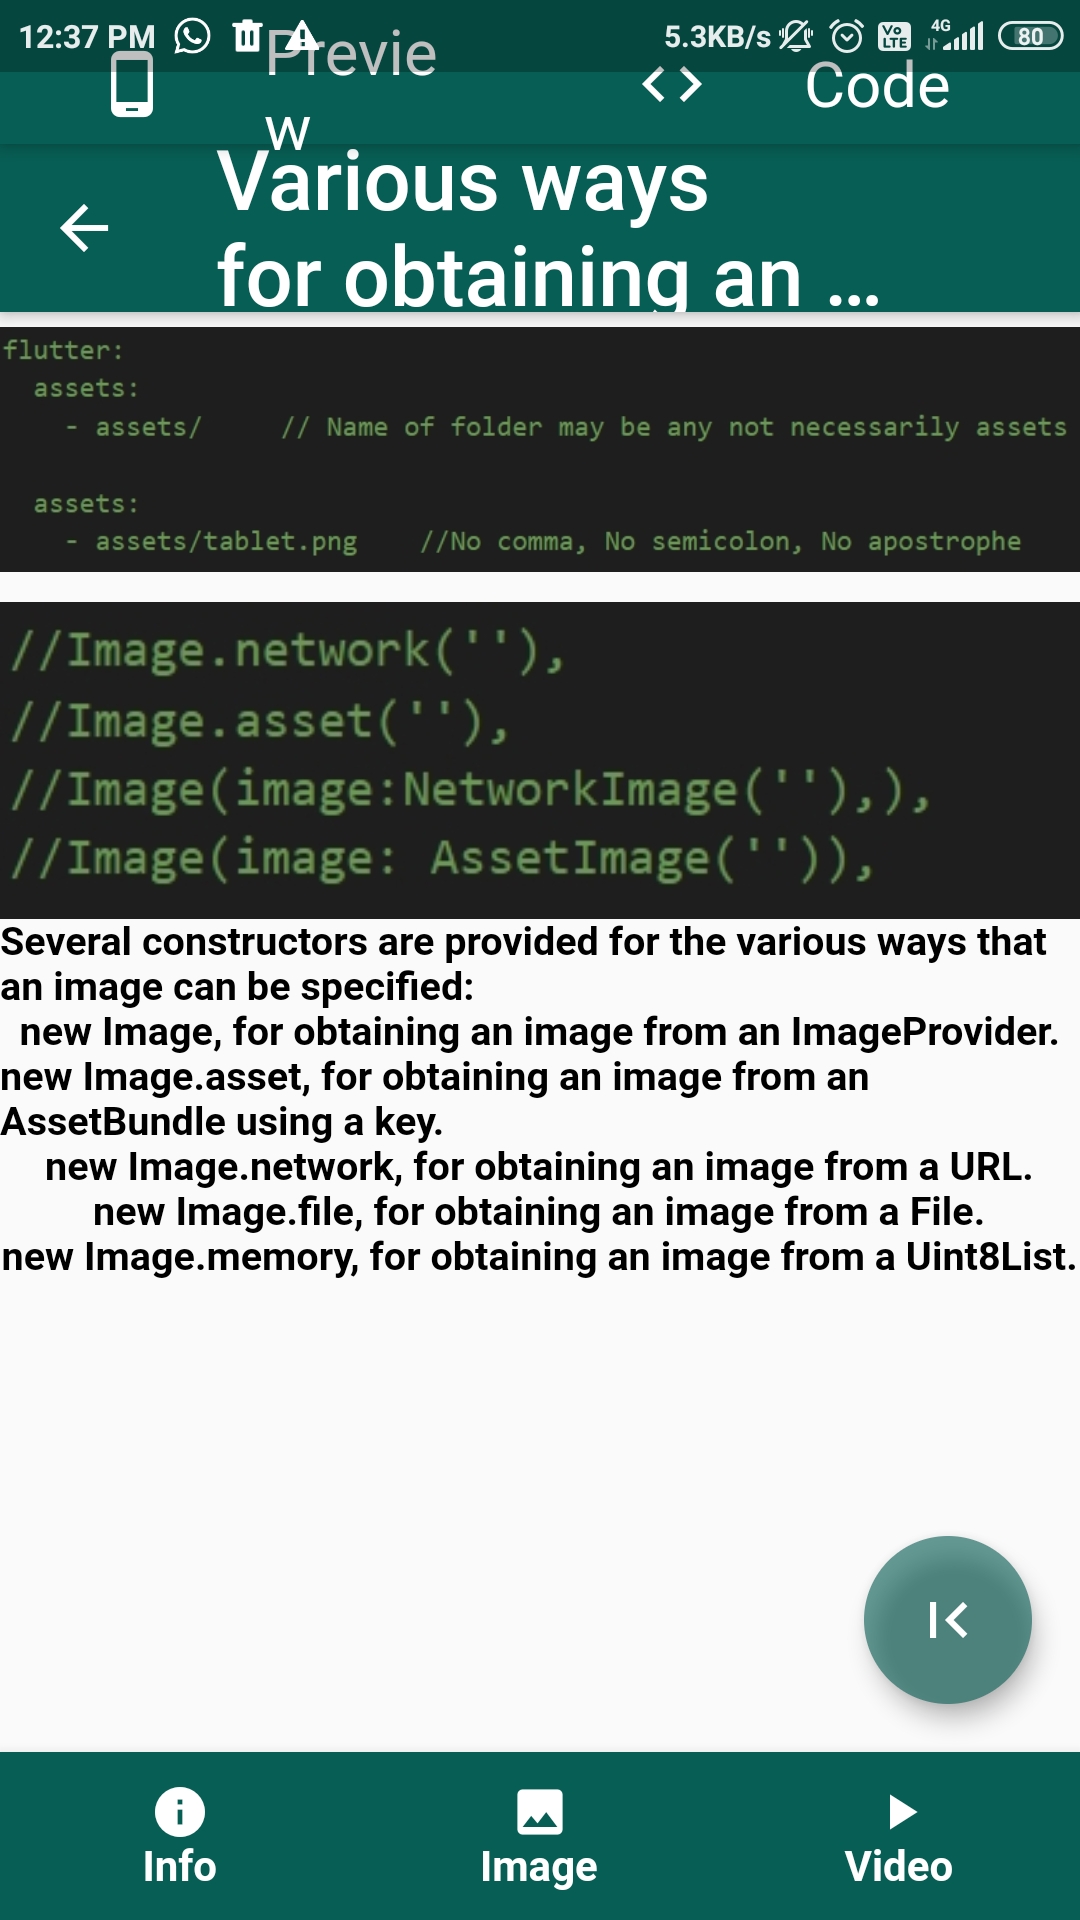 12:37 PM 5.3KB/s Vo LTE 4G 80
Previe
w
Code
Various ways
for obtaining an ...
flutter:
  assets:
    - assets/     // Name of folder may be any not necessarily assets
  assets:
    - assets/tablet.png    //No comma, No semicolon, No apostrophe
//Image.network(''),
//Image.asset(''),
//Image(image:NetworkImage(''),),
//Image(image: AssetImage('')),
Several constructors are provided for the various ways that
an image can be specified:
new Image, for obtaining an image from an ImageProvider.
new Image.asset, for obtaining an image from an
AssetBundle using a key.
new Image.network, for obtaining an image from a URL.
new Image.file, for obtaining an image from a File.
new Image.memory, for obtaining an image from a Uint8List.
Info Image Video